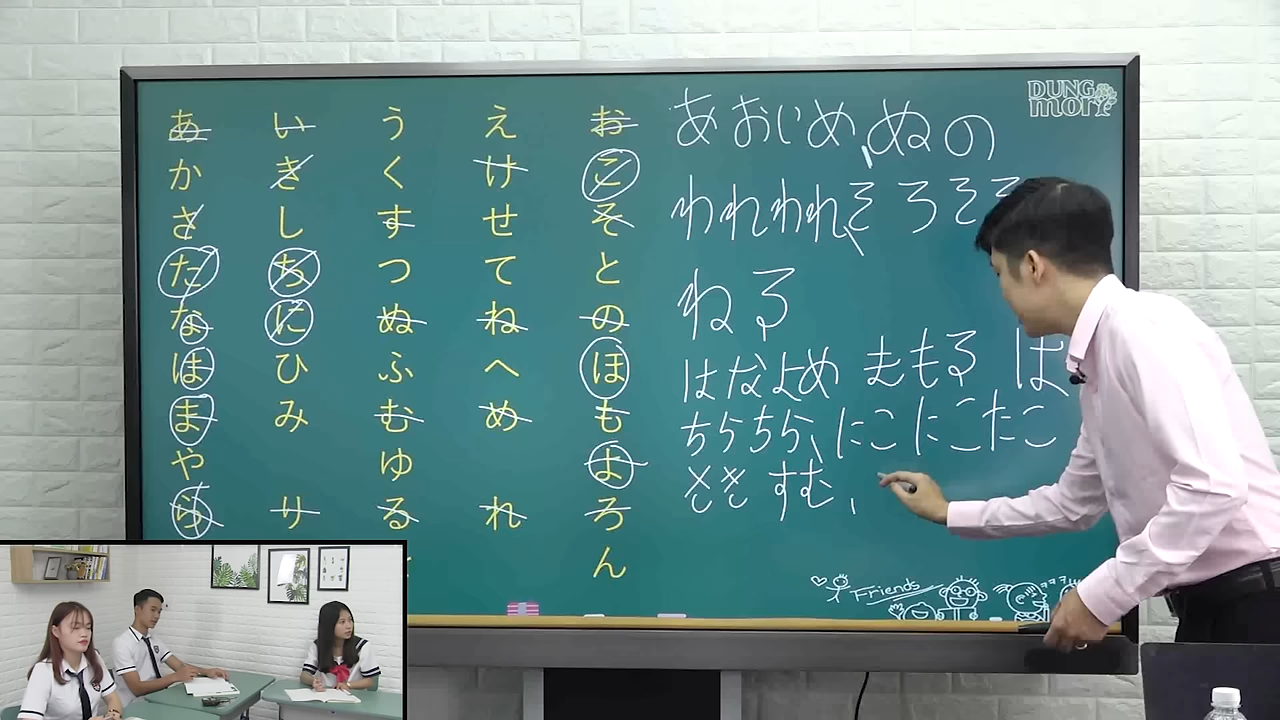 あ い う え お
か き く け こ
さ し す せ そ
た ち つ て と
な に ぬ ね の
は ひ ふ へ ほ
ま み む め も
や ゆ よ
ら り る れ ろ
ん
DUNG
mori
あおいめ ぬの
われわれ そろそろ
ねる
はなよめ まもる は
ちらちら、にこにこたこ
さき すむ、
Friends
???